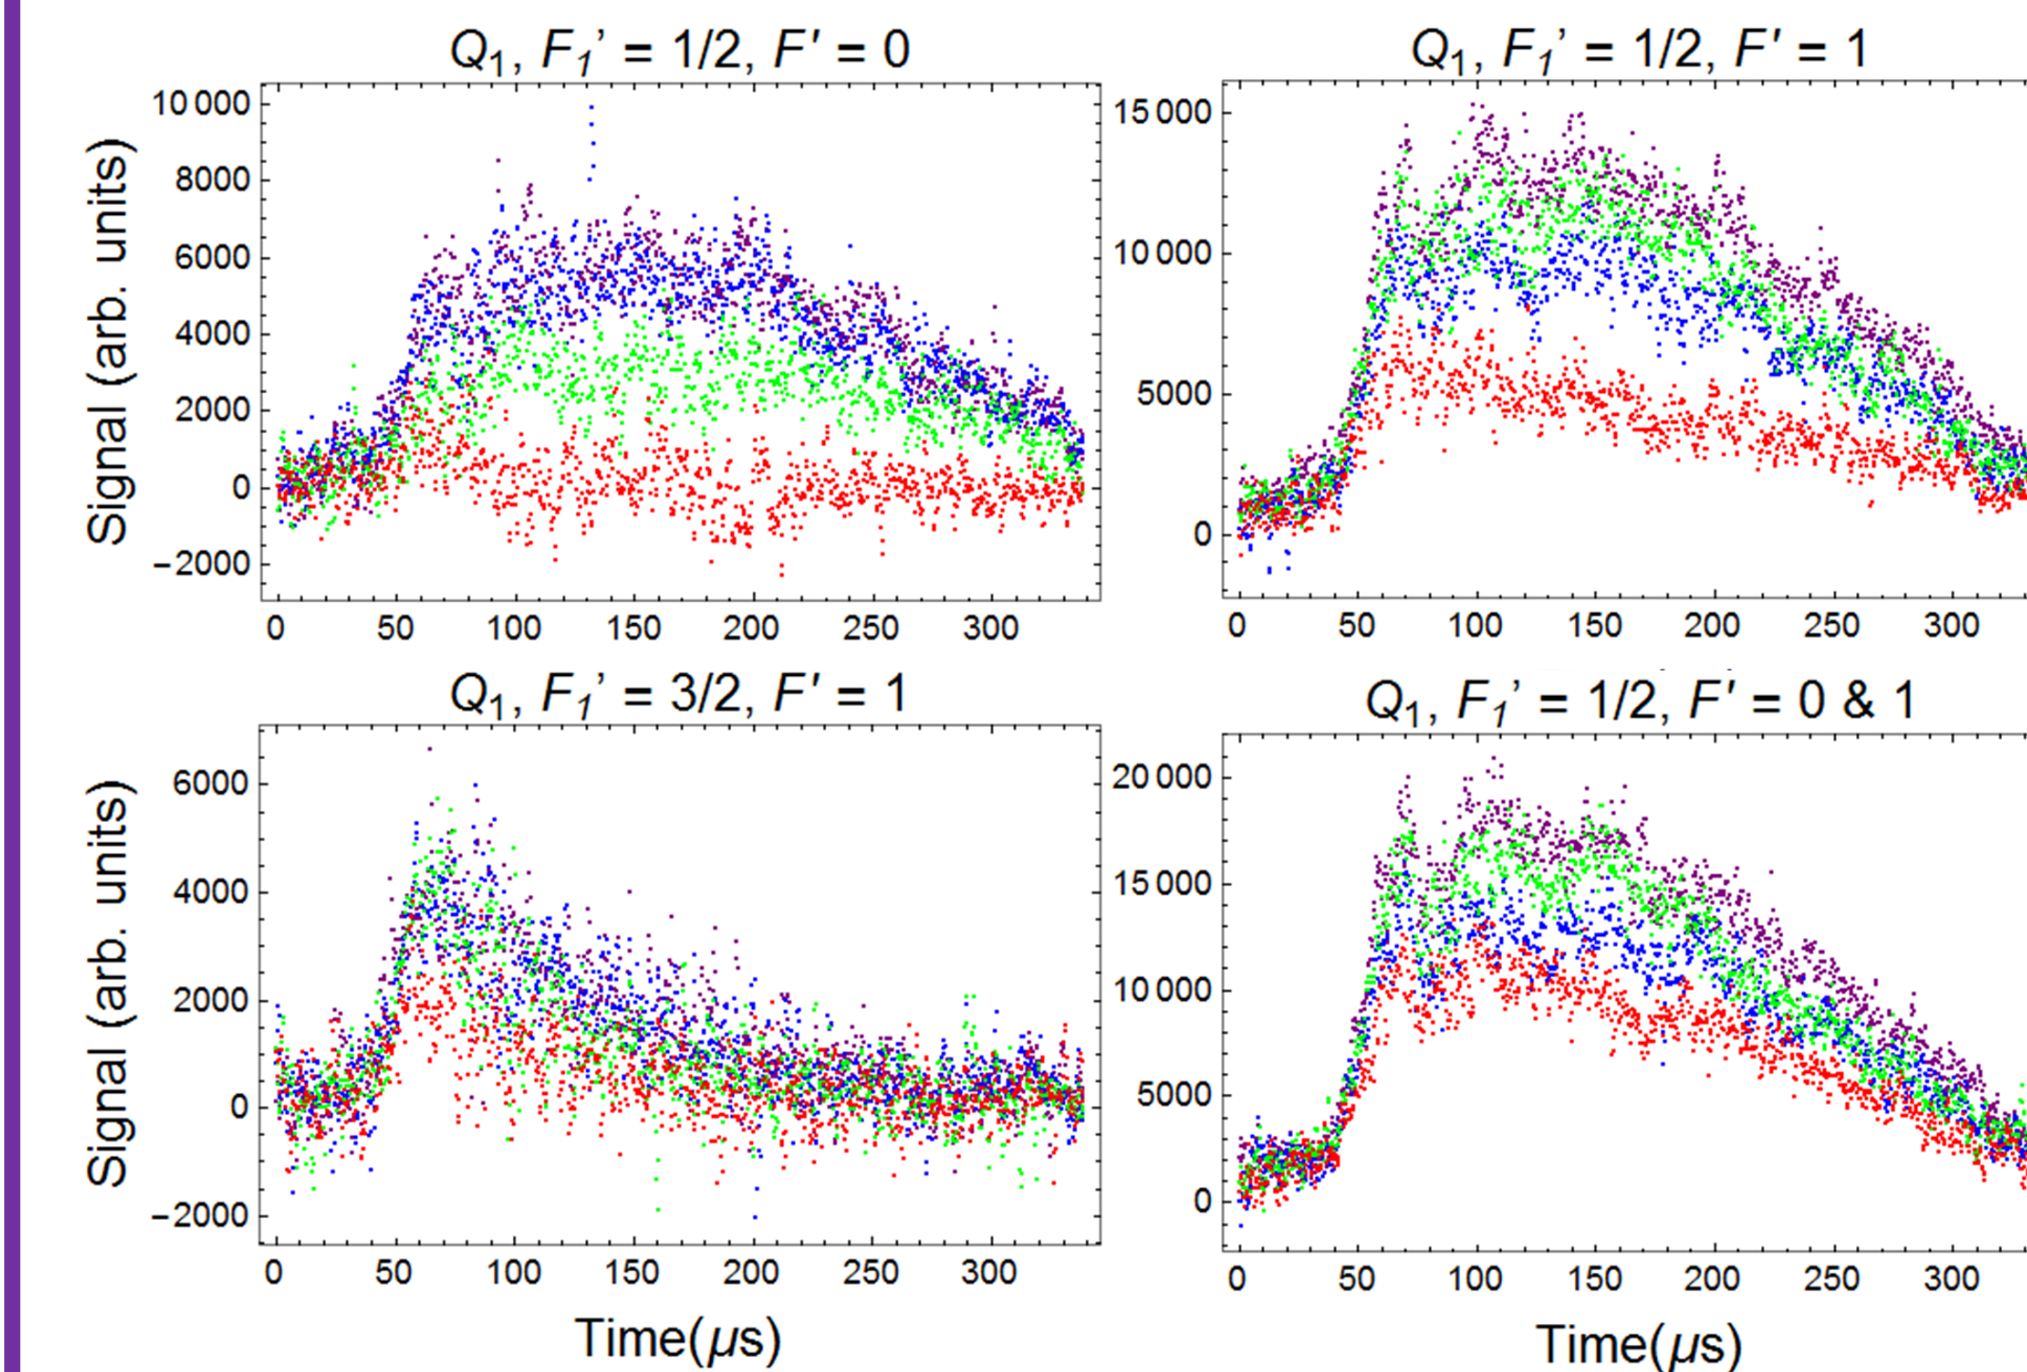 Q₁, F₁’ = 1/2, F′ = 0
10 000
8000
6000
4000
2000
0
−2000
Signal (arb. units)
0 50 100 150 200 250 300
Q₁, F₁’ = 1/2, F′ = 1
15 000
10 000
5000
0
0 50 100 150 200 250 300
Q₁, F₁’ = 3/2, F′ = 1
6000
4000
2000
0
−2000
Signal (arb. units)
0 50 100 150 200 250 300
Time(μs)
Q₁, F₁’ = 1/2, F′ = 0 & 1
20 000
15 000
10 000
5000
0
0 50 100 150 200 250 300
Time(μs)